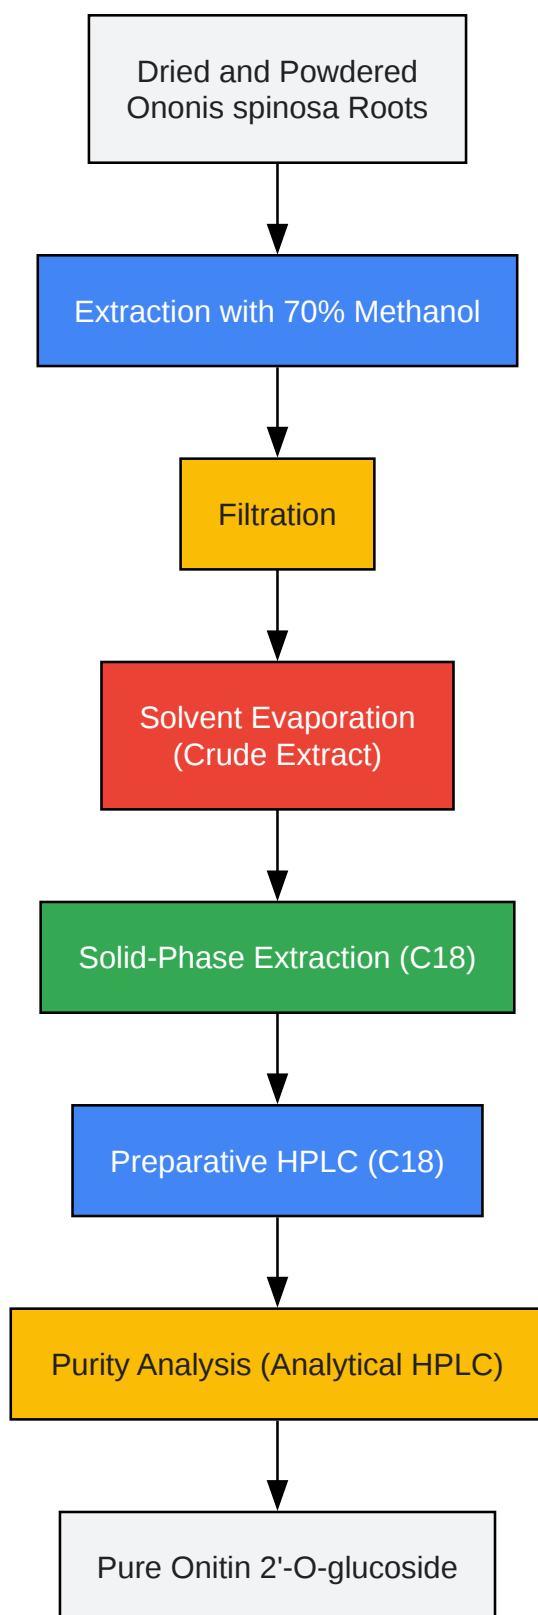 Dried and Powdered
Ononis spinosa Roots
Extraction with 70% Methanol
Filtration
Solvent Evaporation
(Crude Extract)
Solid-Phase Extraction (C18)
Preparative HPLC (C18)
Purity Analysis (Analytical HPLC)
Pure Onitin 2'-O-glucoside